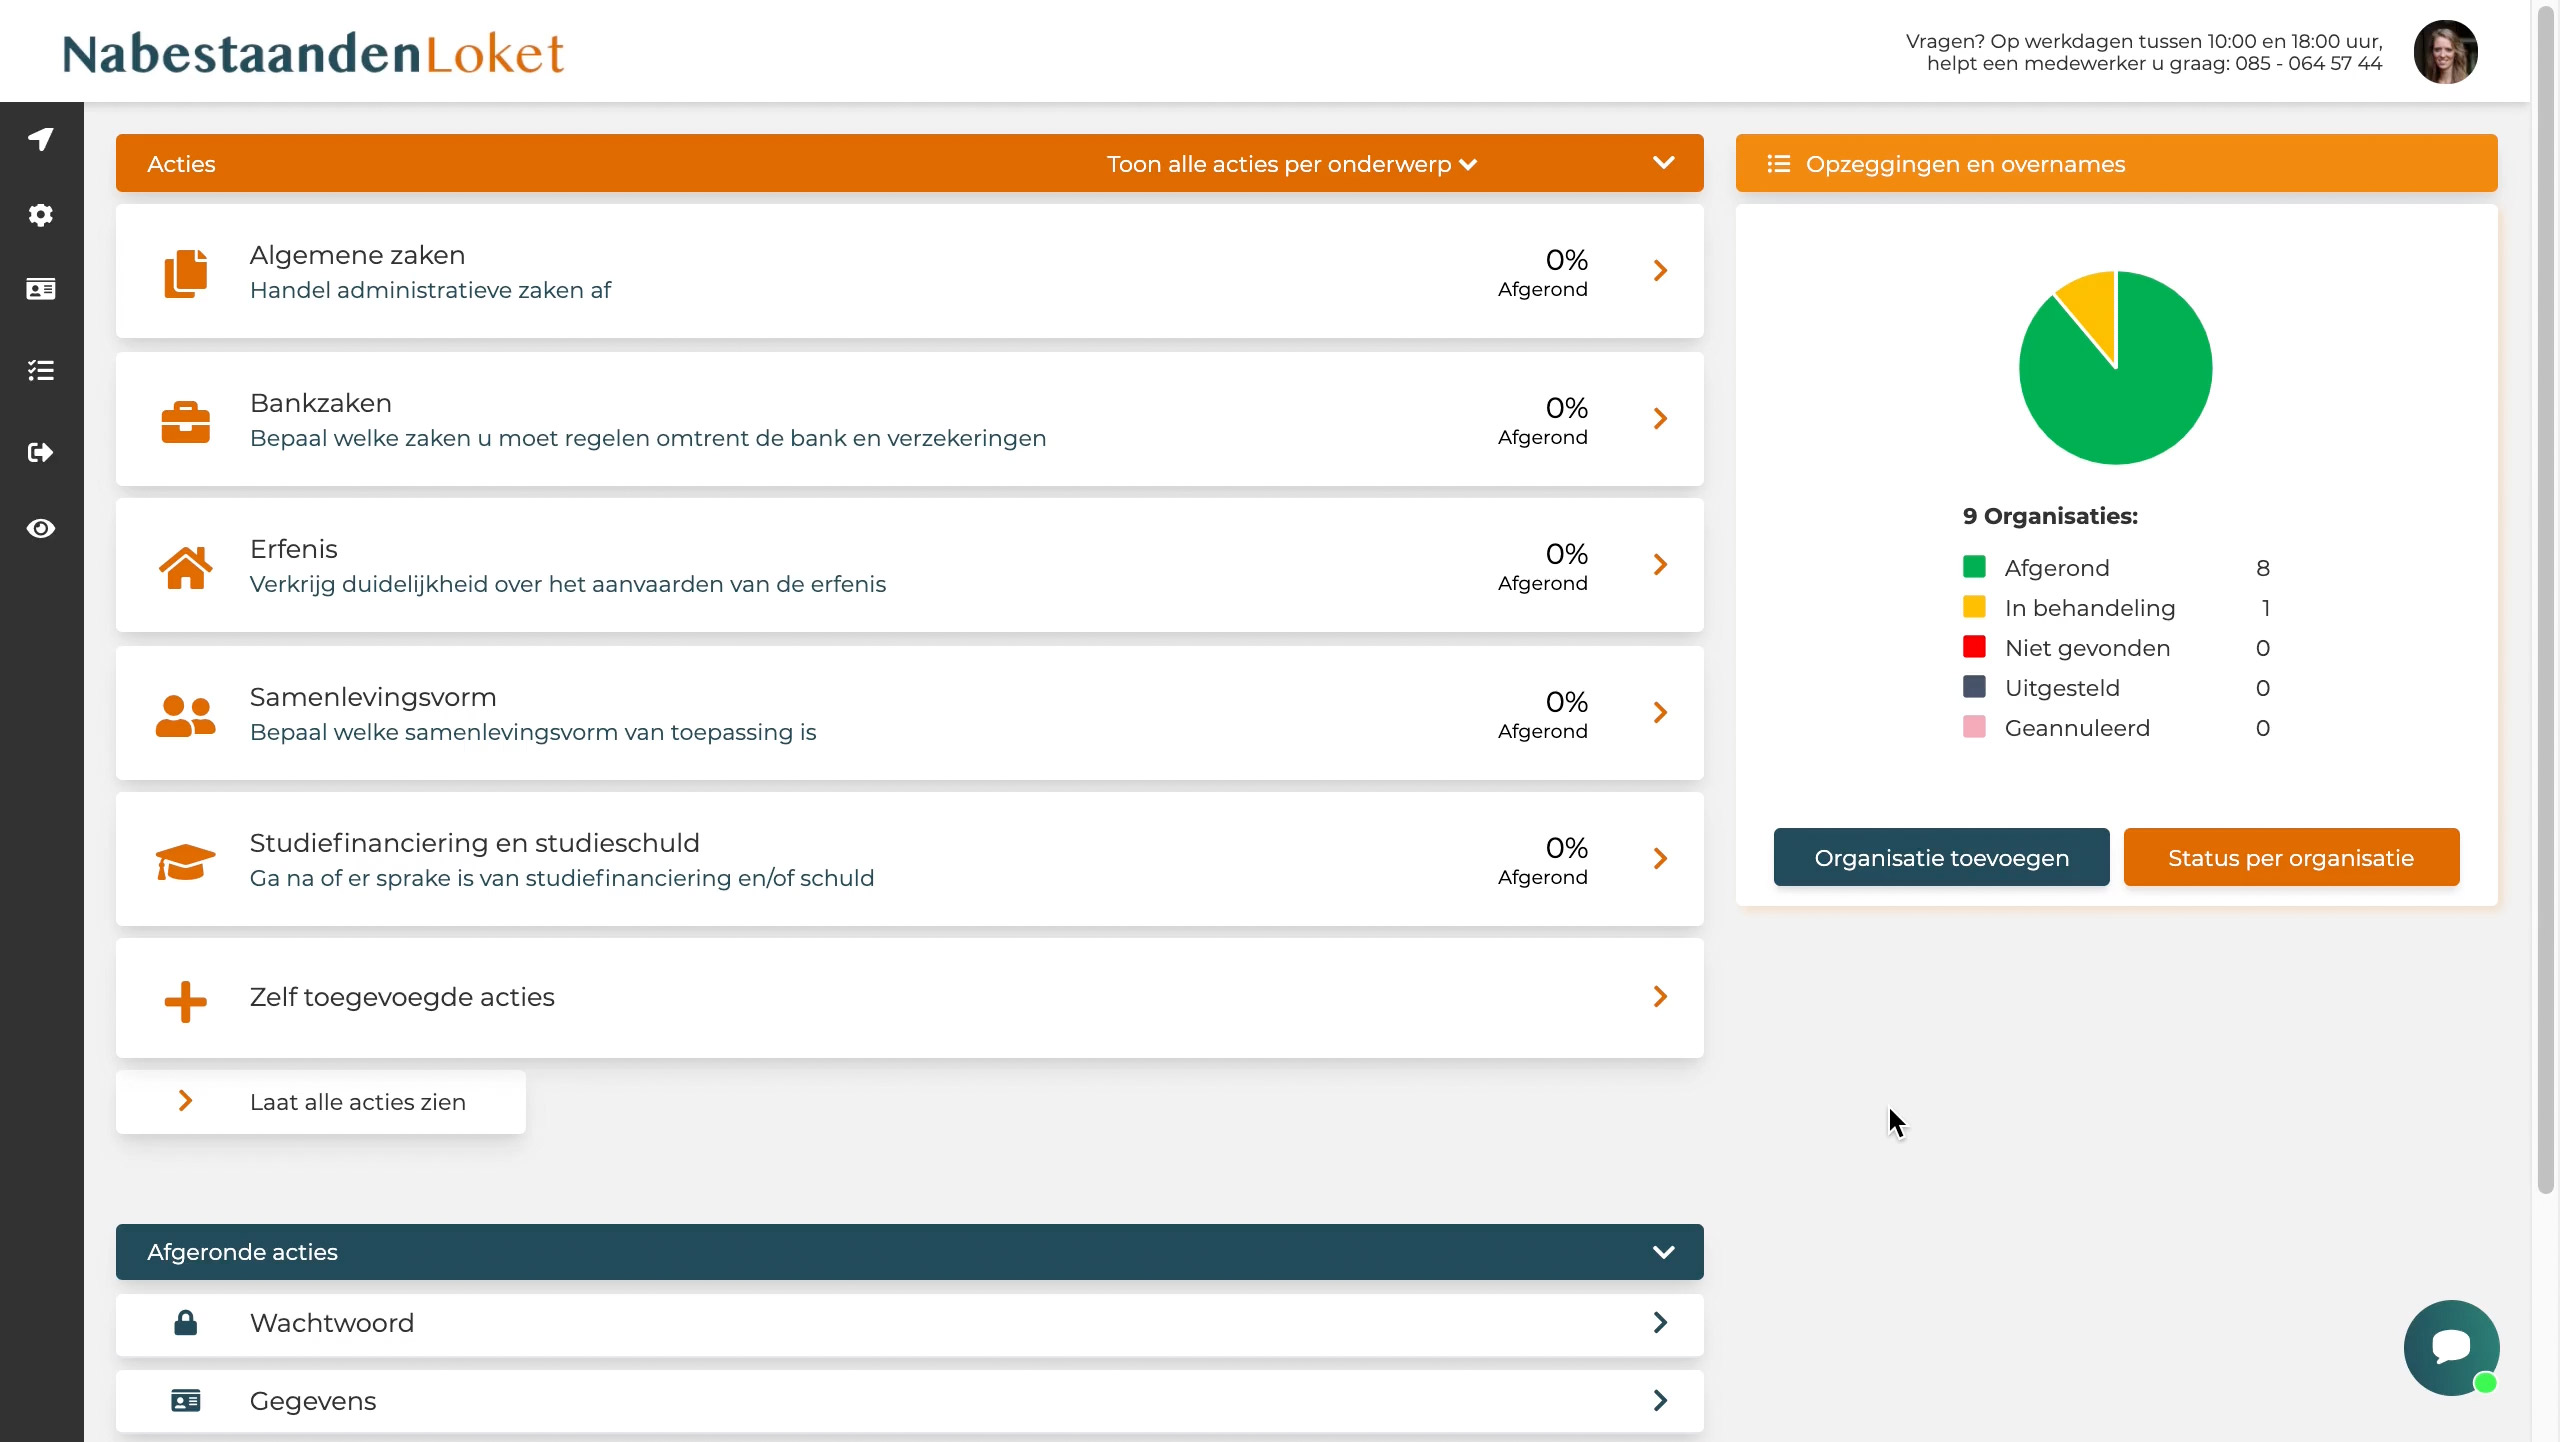 NabestaandenLoket
Vragen? Op werkdagen tussen 10:00 en 18:00 uur,
helpt een medewerker u graag: 085 - 064 57 44
Acties
Toon alle acties per onderwerp
Algemene zaken
Handel administratieve zaken af
0%
Afgerond
Bankzaken
Bepaal welke zaken u moet regelen omtrent de bank en verzekeringen
0%
Afgerond
Erfenis
Verkrijg duidelijkheid over het aanvaarden van de erfenis
0%
Afgerond
Samenlevingsvorm
Bepaal welke samenlevingsvorm van toepassing is
0%
Afgerond
Studiefinanciering en studieschuld
Ga na of er sprake is van studiefinanciering en/of schuld
0%
Afgerond
Zelf toegevoegde acties
Laat alle acties zien
Afgeronde acties
Wachtwoord
Gegevens
Opzeggingen en overnames
9 Organisaties:
Afgerond 8
In behandeling 1
Niet gevonden 0
Uitgesteld 0
Geannuleerd 0
Organisatie toevoegen
Status per organisatie